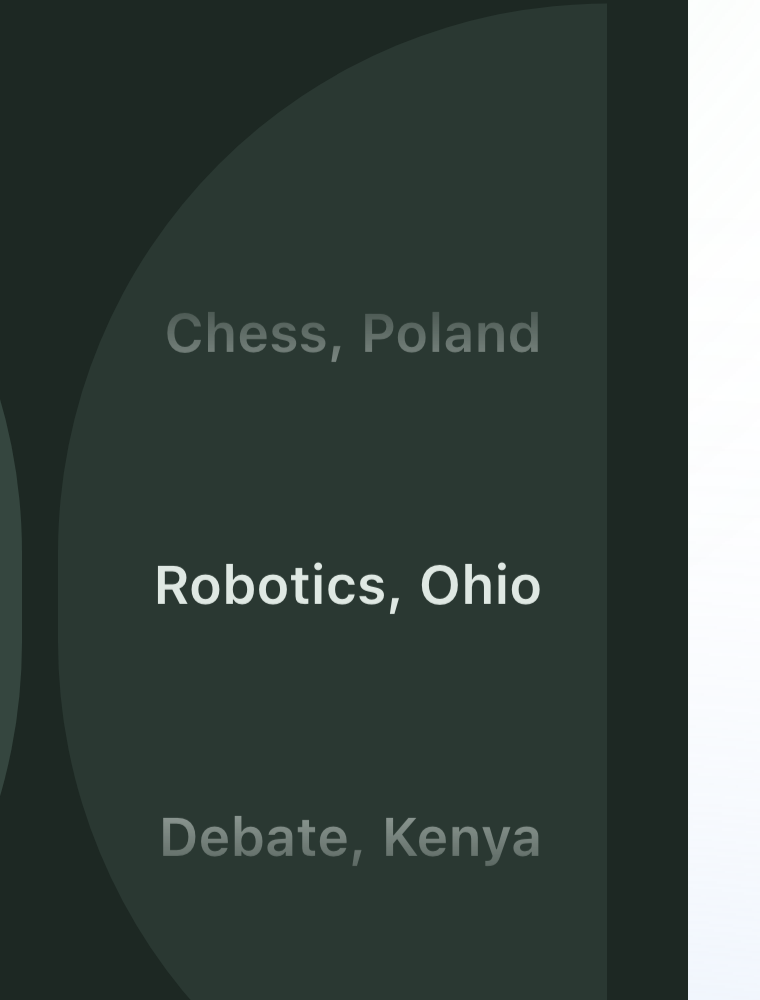 Chess, Poland
Robotics, Ohio
Debate, Kenya